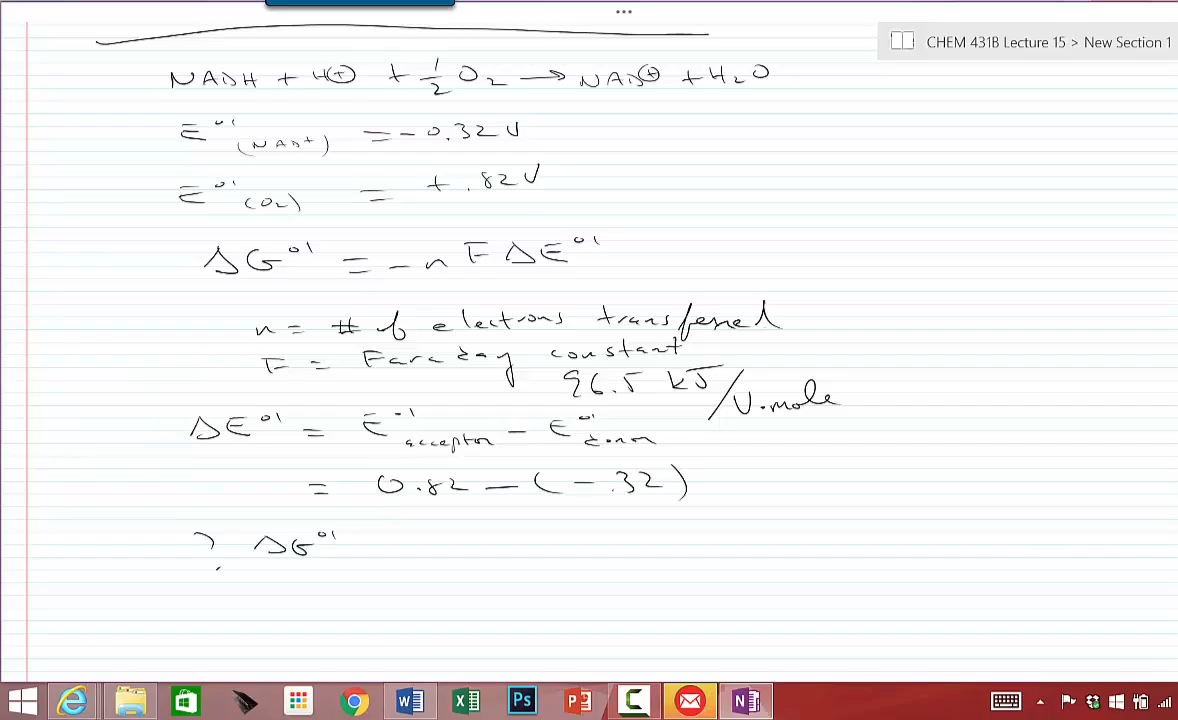 CHEM 431B Lecture 15 > New Section 1
NADH + H⊕ + 1/2 O2 → NAD⊕ + H2O
E°'(NAD+) = - 0.32 V
E°'(O2) = + .82 V
ΔG°' = - n F ΔE°'
n = # of electrons transferred
F = Faraday constant
96.5 kJ/V.mole
ΔE°' = E°' acceptor - E°' donor
= 0.82 - (- .32)
? ΔG°'